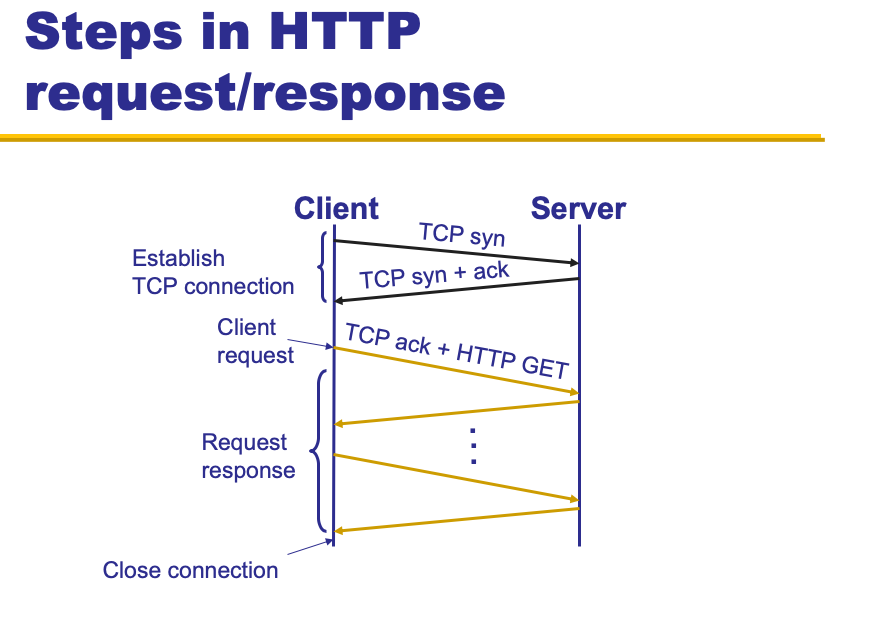 Steps in HTTP
request/response
Client
Server
TCP syn
Establish
TCP connection
TCP syn + ack
Client
request
TCP ack + HTTP GET
Request
response
Close connection